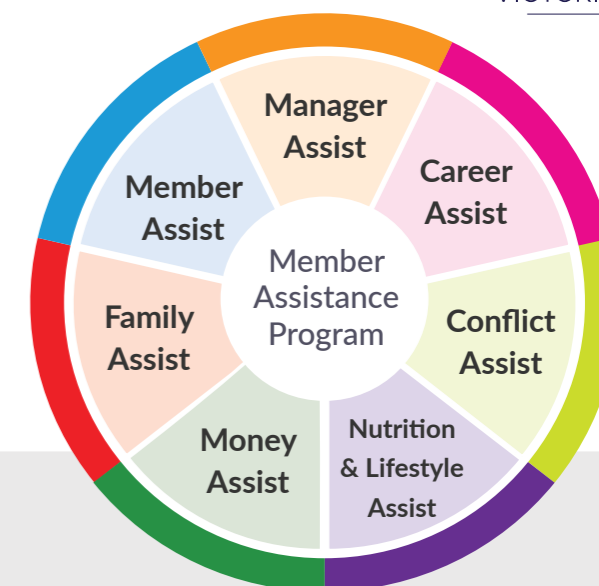 Manager
Assist
Career
Assist
Conflict
Assist
Nutrition
& Lifestyle
Assist
Money
Assist
Family
Assist
Member
Assist
Member
Assistance
Program